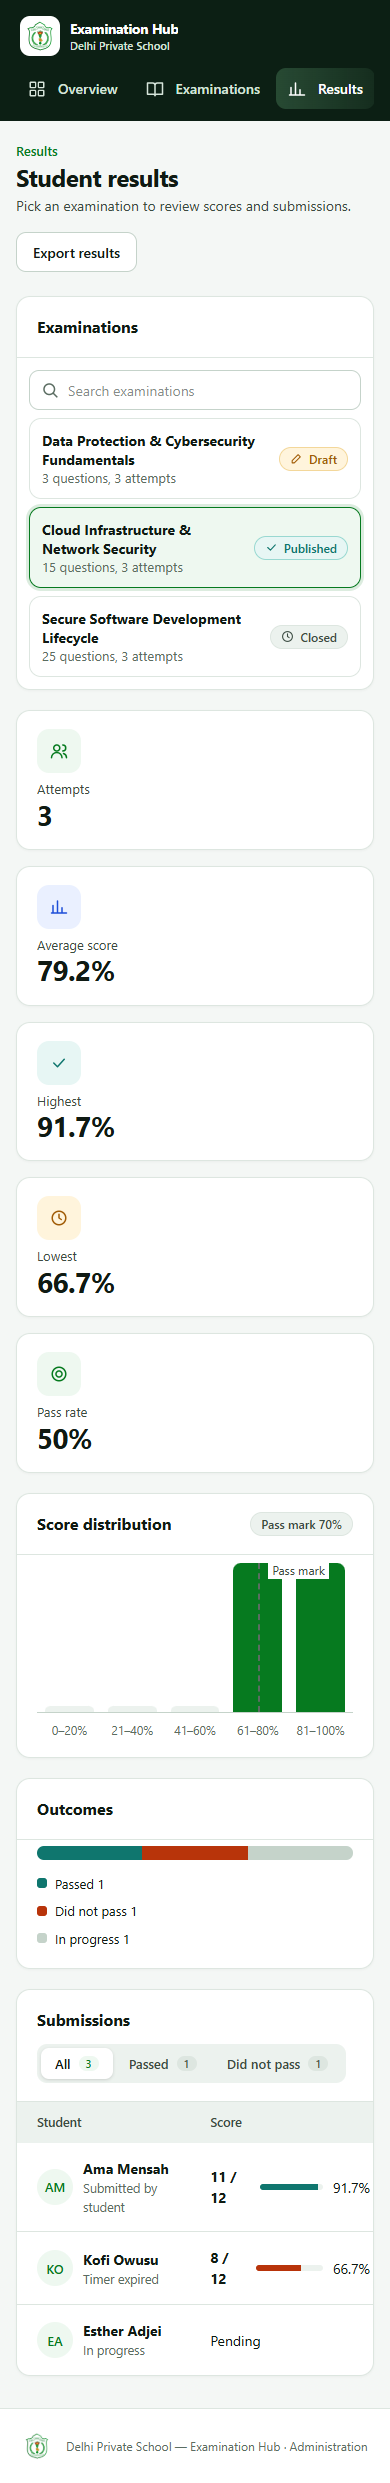 Examination Hub
Delhi Private School
Overview
Examinations
Results
Results
Student results
Pick an examination to review scores and submissions.
Export results
Examinations
Search examinations
Data Protection & Cybersecurity
Fundamentals
3 questions, 3 attempts
Draft
Cloud Infrastructure &
Network Security
15 questions, 3 attempts
Published
Secure Software Development
Lifecycle
25 questions, 3 attempts
Closed
Attempts
3
Average score
79.2%
Highest
91.7%
Lowest
66.7%
Pass rate
50%
Score distribution
Pass mark 70%
Pass mark
0–20%
21–40%
41–60%
61–80%
81–100%
Outcomes
Passed 1
Did not pass 1
In progress 1
Submissions
All 3
Passed 1
Did not pass 1
Student
Score
AM
Ama Mensah
Submitted by
student
11 /
12
91.7%
KO
Kofi Owusu
Timer expired
8 /
12
66.7%
EA
Esther Adjei
In progress
Pending
Delhi Private School — Examination Hub · Administration